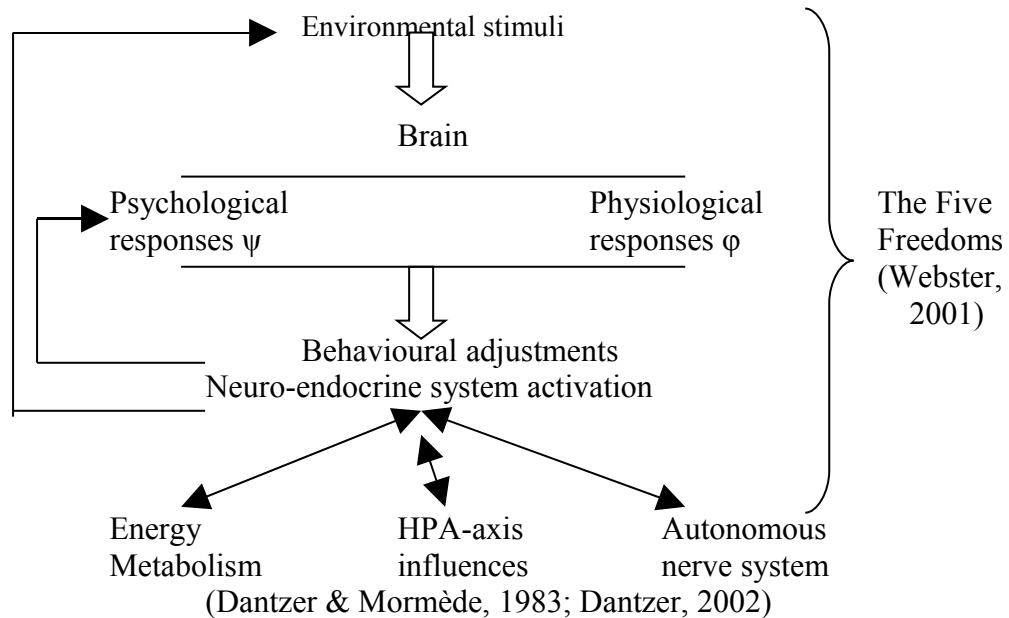 Environmental stimuli
Brain
Psychological
responses ψ
Physiological
responses φ
The Five
Freedoms
(Webster,
2001)
Behavioural adjustments
Neuro-endocrine system activation
Energy
Metabolism
HPA-axis
influences
Autonomous
nerve system
(Dantzer & Mormède, 1983; Dantzer, 2002)